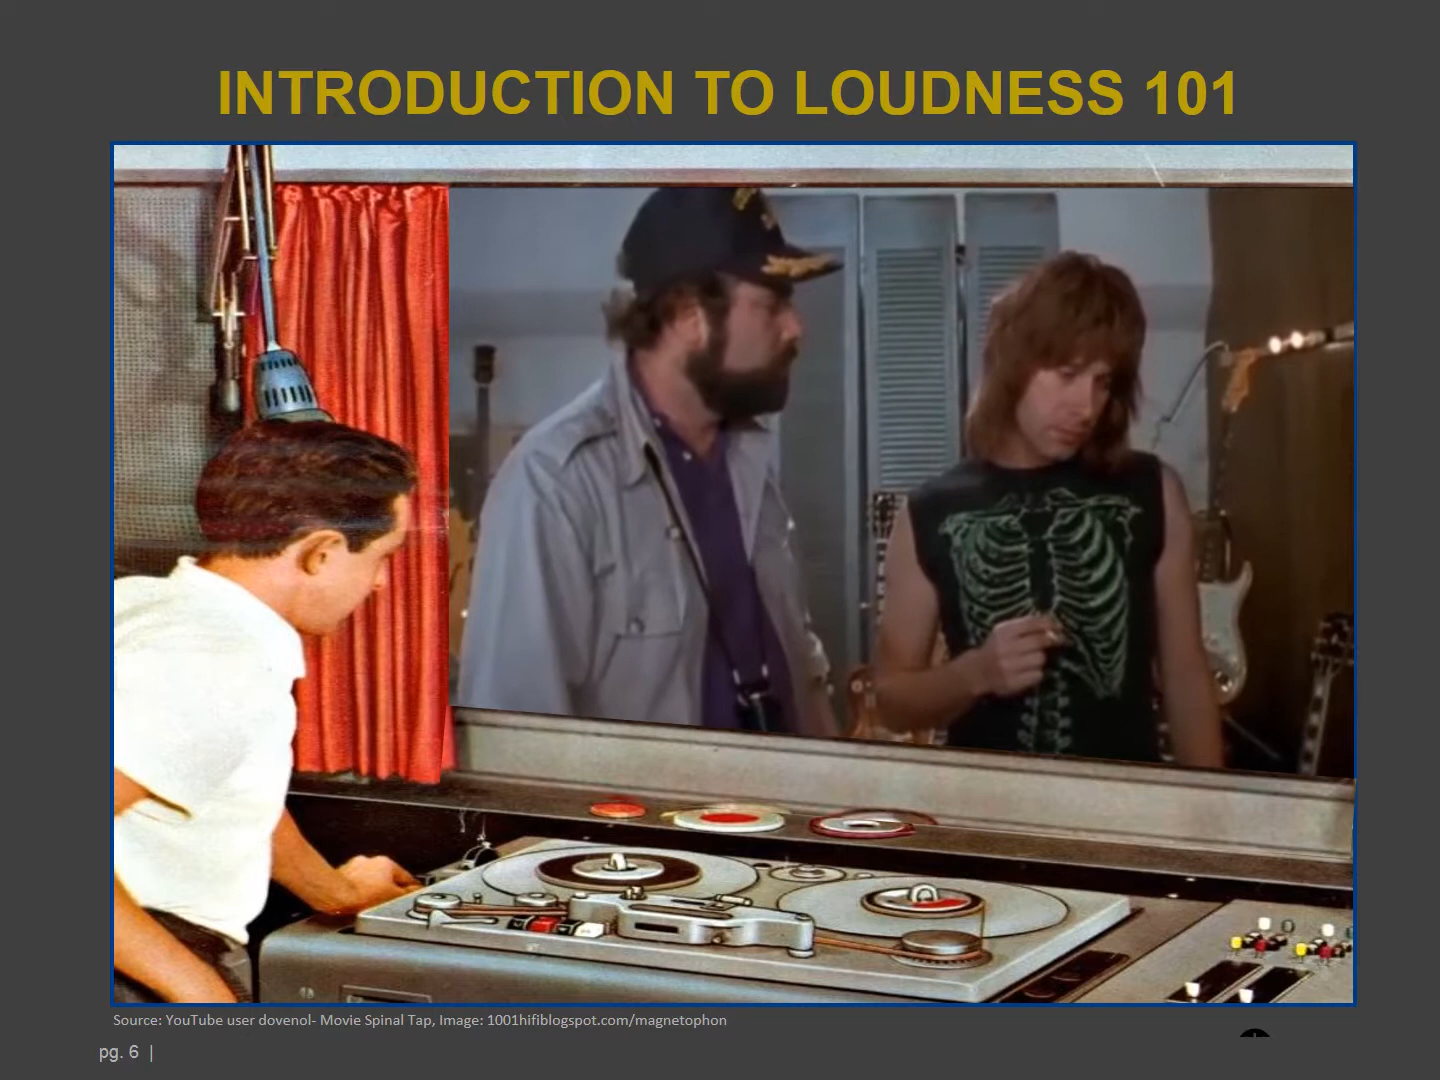 INTRODUCTION TO LOUDNESS 101
Source: YouTube user dovenol- Movie Spinal Tap, Image: 1001hifiblogspot.com/magnetophon
pg. 6 |